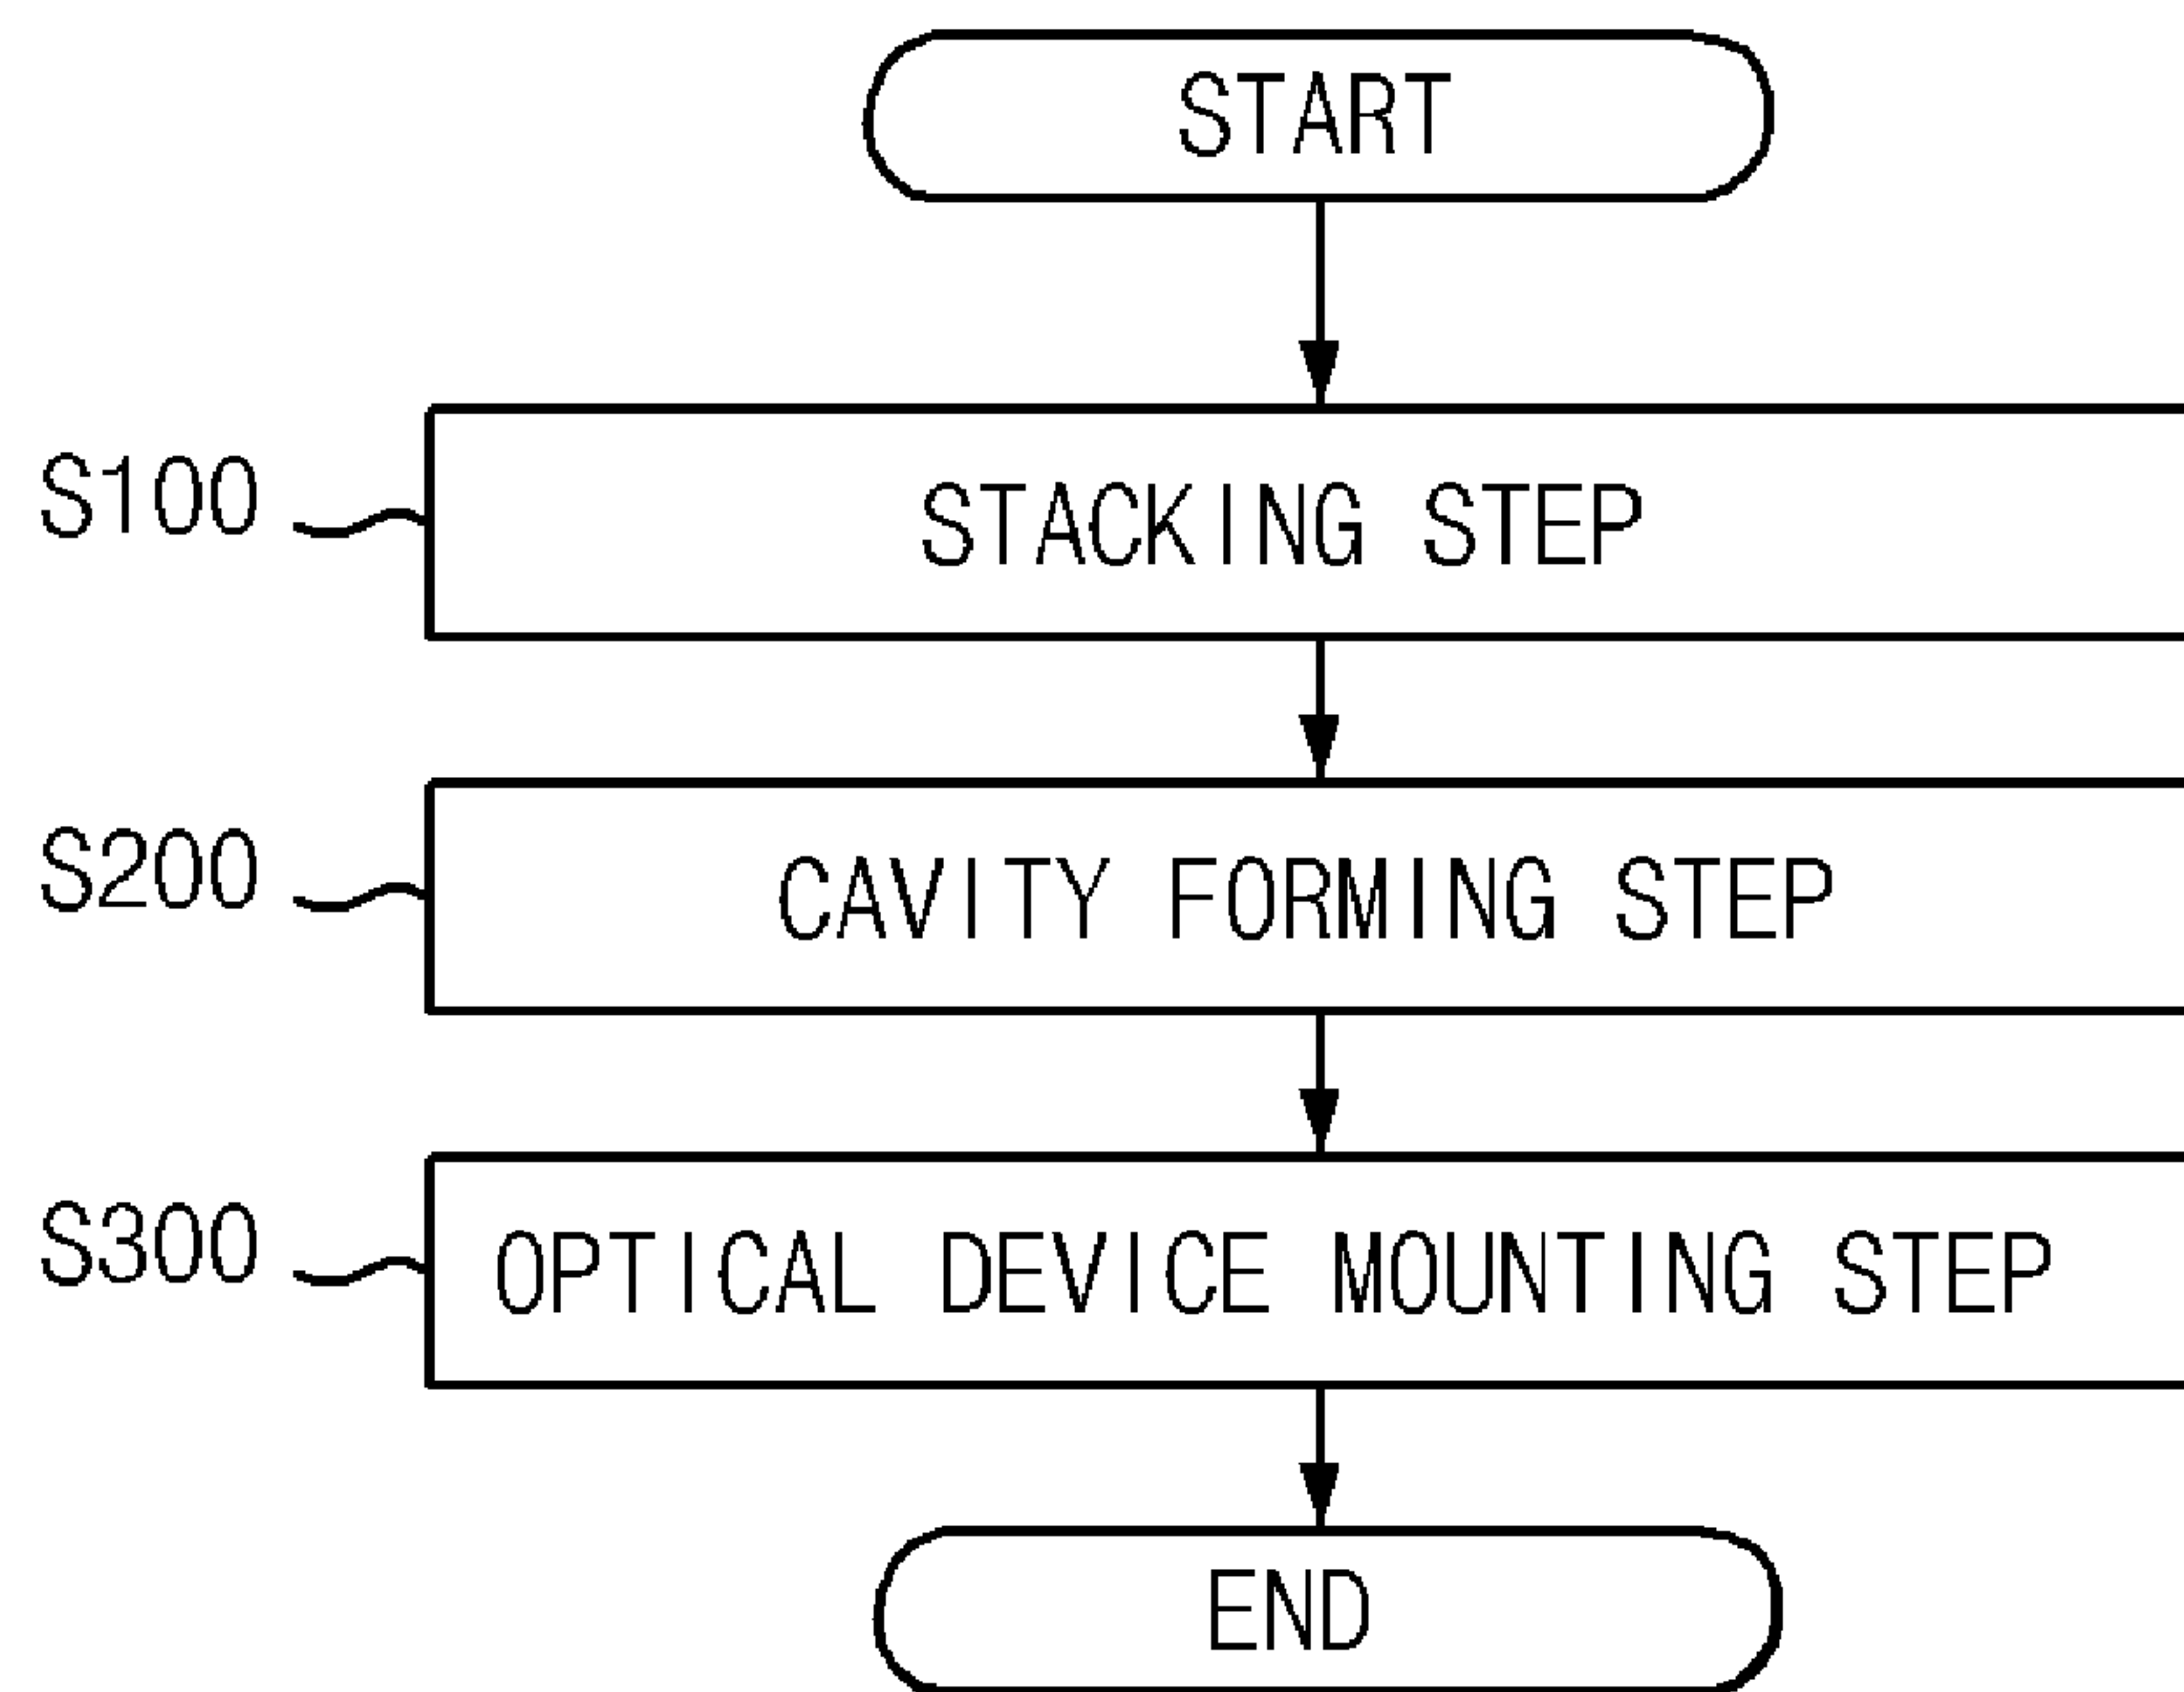 START
S100
STACKING STEP
S200
CAVITY FORMING STEP
S300
OPTICAL DEVICE MOUNTING STEP
END